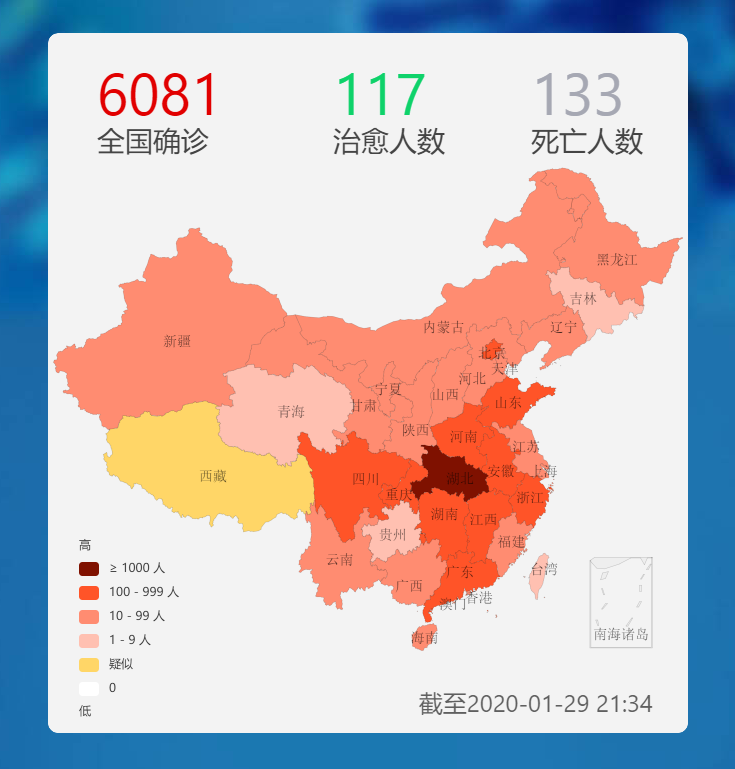 6081 117 133
全国确诊 治愈人数 死亡人数
黑龙江
吉林
内蒙古 辽宁
新疆
北京
天津
河北
宁夏
山西
甘肃 山东
青海
陕西 河南
江苏
西藏 四川 湖北 安徽 上海
重庆 浙江
湖南 江西
贵州 福建
云南
广东 台湾
广西
香港
澳门
海南 南海诸岛
高
≥ 1000 人
100 - 999 人
10 - 99 人
1 - 9 人
疑似
0
低
截至2020-01-29 21:34